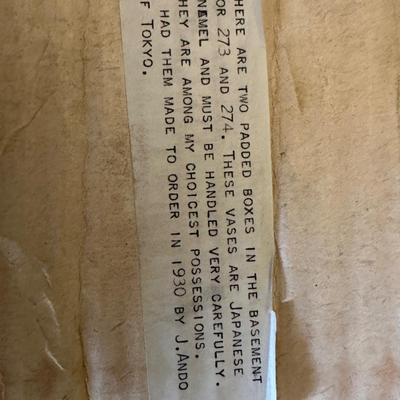 HERE ARE TWO PADDED BOXES IN THE BASEMENT
OR 273 AND 274. THESE VASES ARE JAPANESE
NAMEL AND MUST BE HANDLED VERY CAREFULLY.
HEY ARE AMONG MY CHOICEST POSSESSIONS.
HAD THEM MADE TO ORDER IN 1930 BY J. ANDO
F TOKYO.